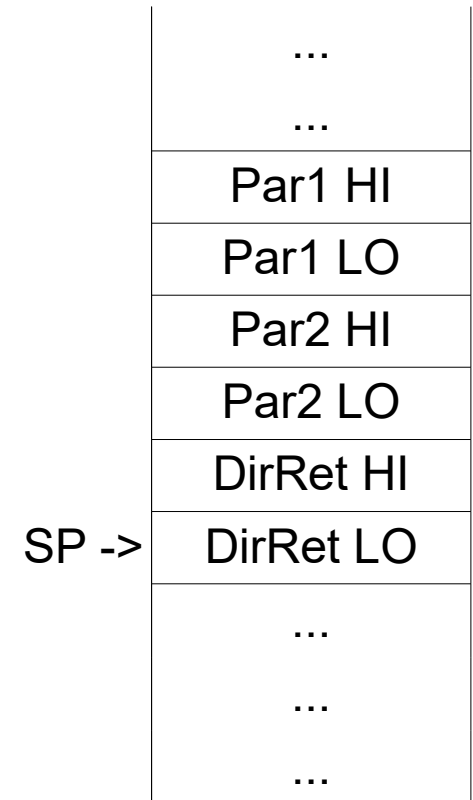 ...
...
Par1 HI
Par1 LO
Par2 HI
Par2 LO
DirRet HI
SP -> DirRet LO
...
...
...